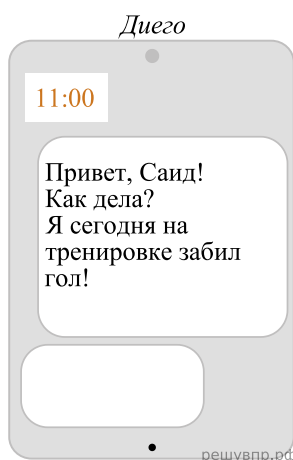 Диего
11:00
Привет, Саид!
Как дела?
Я сегодня на
тренировке забил
гол!
решувпр.рф